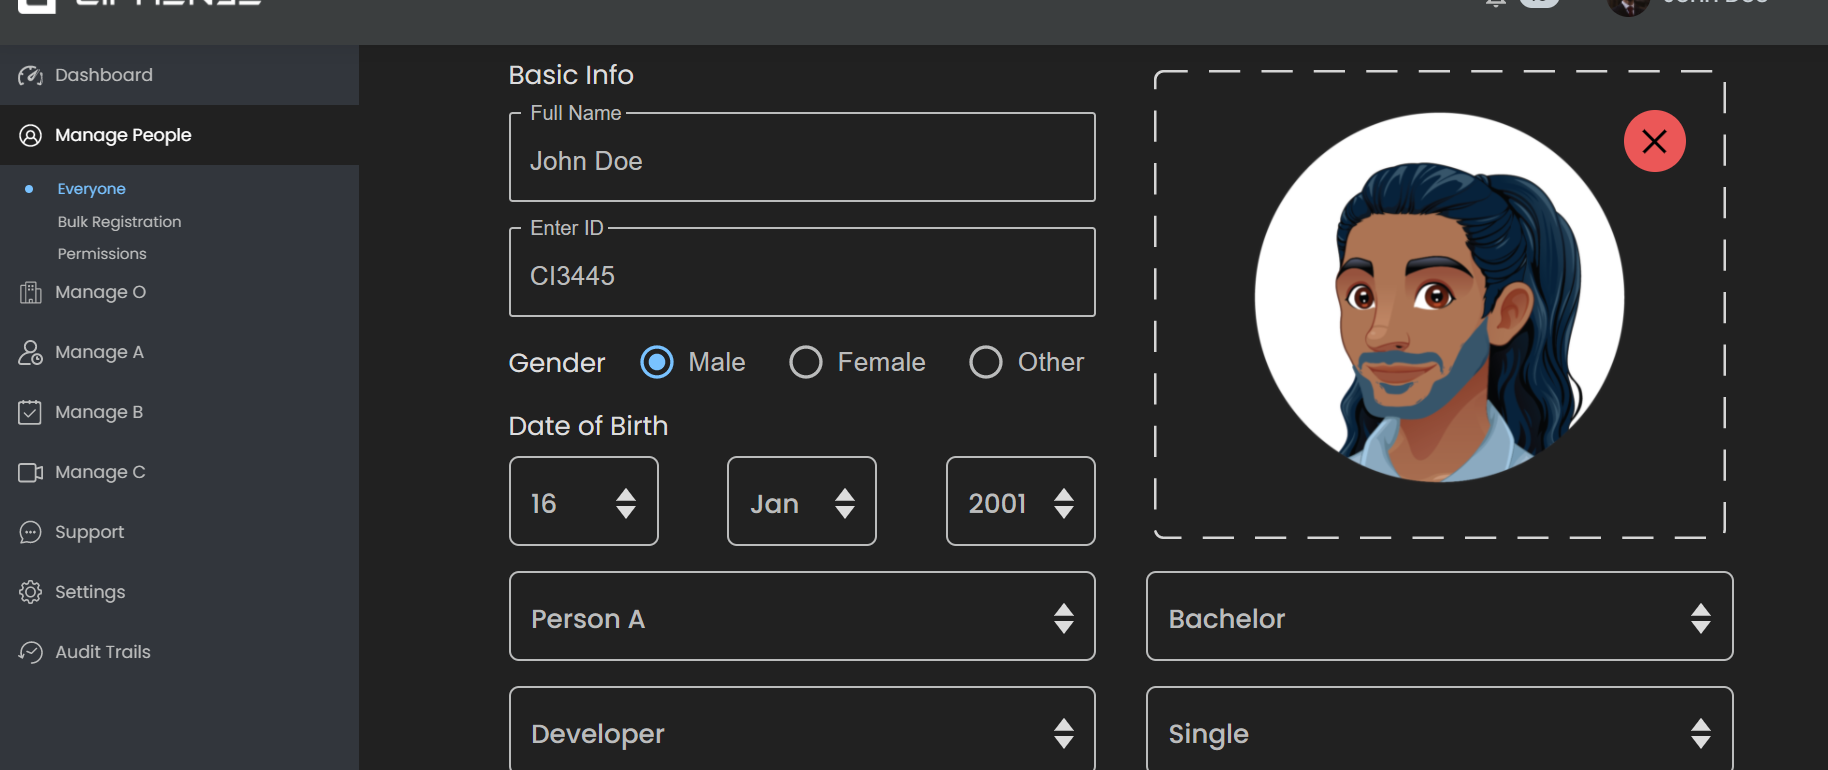 Dashboard
Manage People
Everyone
Bulk Registration
Permissions
Manage O
Manage A
Manage B
Manage C
Support
Settings
Audit Trails
Basic Info
Full Name
John Doe
Enter ID
CI3445
Gender Male Female Other
Date of Birth
16 Jan 2001
Person A Bachelor
Developer Single